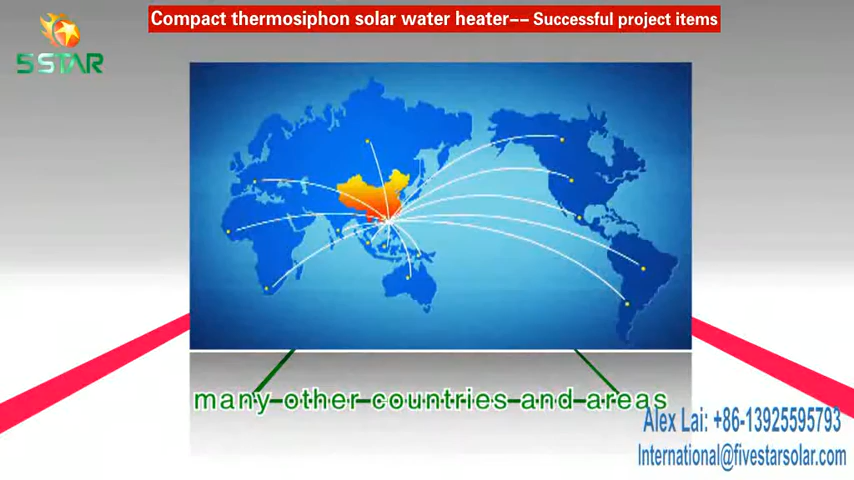 Compact thermosiphon solar water heater-- Successful project items
5STAR
many other countries and areas
Alex Lai: +86-13925595793
International@fivestarsolar.com